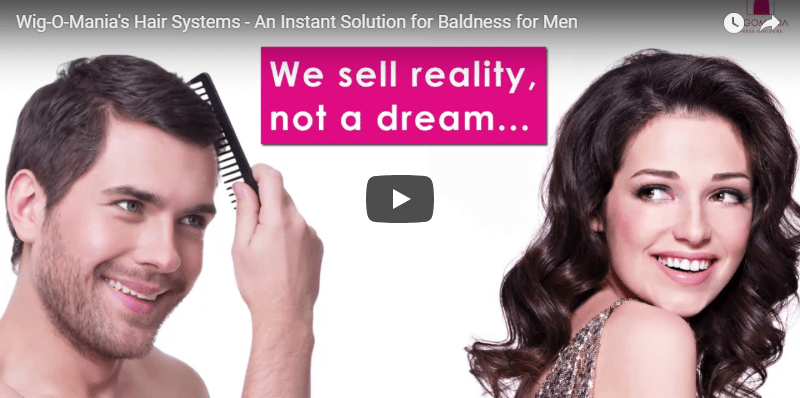 Wig-O-Mania's Hair Systems - An Instant Solution for Baldness for Men
We sell reality,
not a dream...